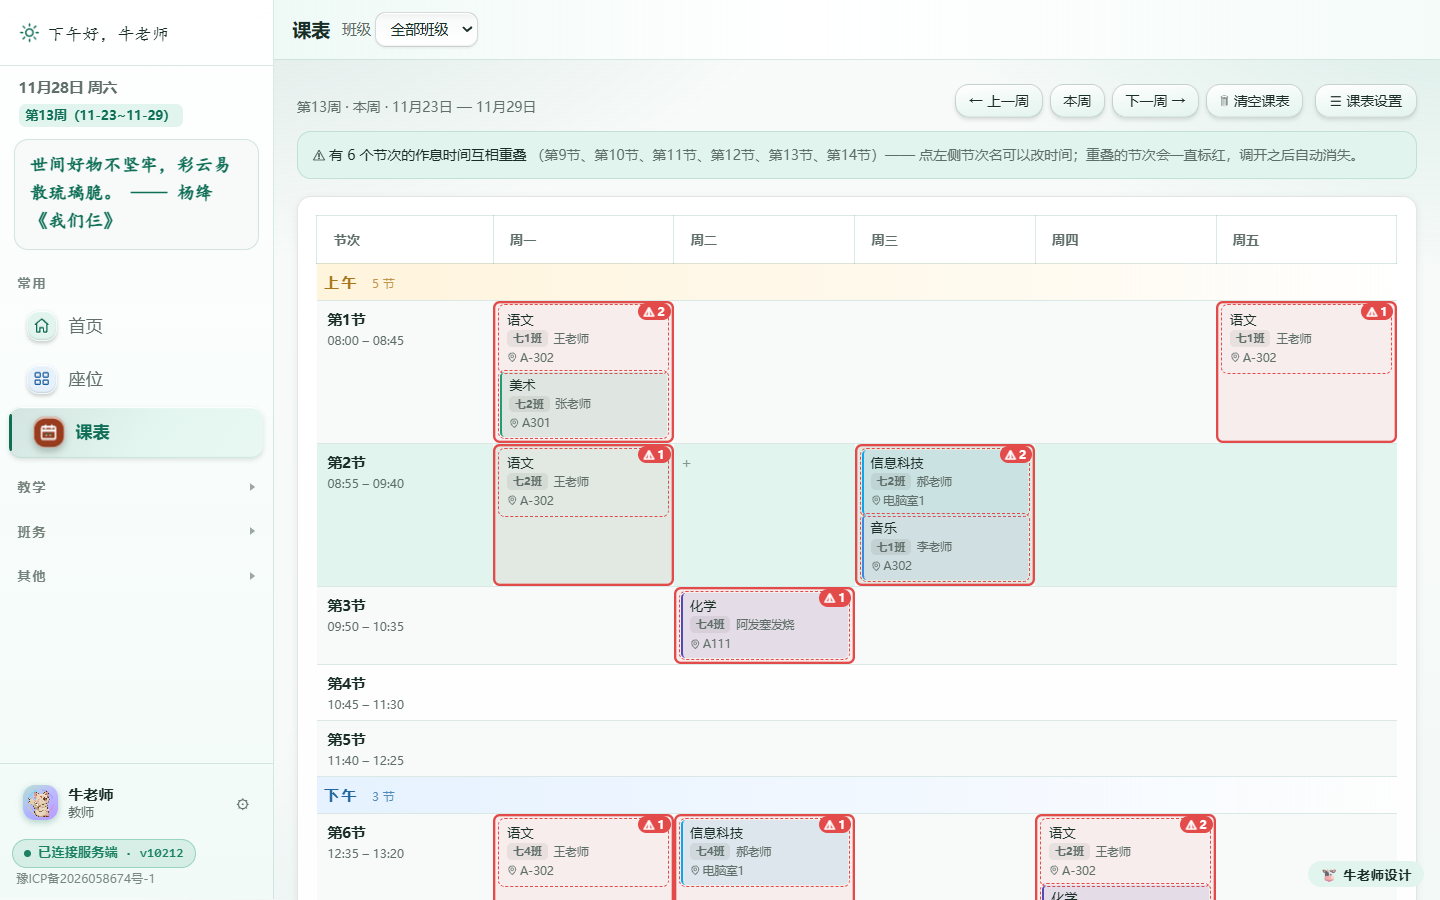 下午好，牛老师
11月28日 周六
第13周（11-23~11-29）
世间好物不坚牢，彩云易
散琉璃脆。 —— 杨绛
《我们仨》
常用
首页
座位
课表
教学
班务
其他
牛老师
教师
已连接服务端 · v10212
豫ICP备2026058674号-1
课表 班级 全部班级
第13周 · 本周 · 11月23日 — 11月29日
← 上一周 本周 下一周 → 清空课表 ☰ 课表设置
⚠ 有 6 个节次的作息时间互相重叠 （第9节、第10节、第11节、第12节、第13节、第14节）—— 点左侧节次名可以改时间；重叠的节次会一直标红，调开之后自动消失。
节次 周一 周二 周三 周四 周五
上午 5 节
第1节
08:00 – 08:45
⚠ 2
语文
七1班 王老师
A-302
美术
七2班 张老师
A301
⚠ 1
语文
七1班 王老师
A-302
第2节
08:55 – 09:40
⚠ 1
语文
七2班 王老师
A-302
+
⚠ 2
信息科技
七2班 郝老师
电脑室1
音乐
七1班 李老师
A302
第3节
09:50 – 10:35
⚠ 1
化学
七4班 阿发塞发烧
A111
第4节
10:45 – 11:30
第5节
11:40 – 12:25
下午 3 节
第6节
12:35 – 13:20
⚠ 1
语文
七4班 王老师
A-302
⚠ 1
信息科技
七4班 郝老师
电脑室1
⚠ 2
语文
七2班 王老师
A-302
化学
牛老师设计